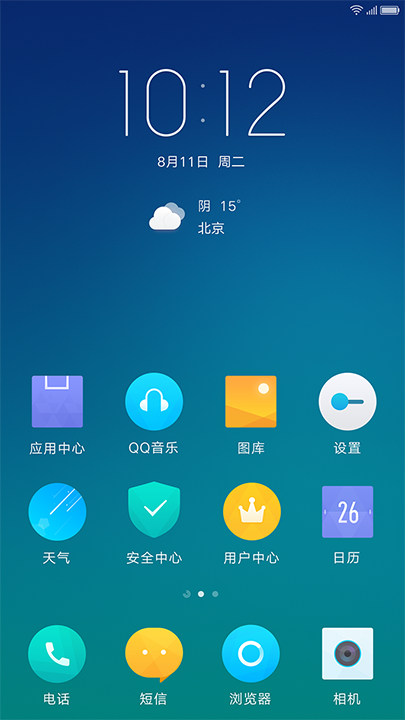 10:12
8月11日 周二
阴 15°
北京
应用中心 QQ音乐 图库 设置
26
天气 安全中心 用户中心 日历
电话 短信 浏览器 相机